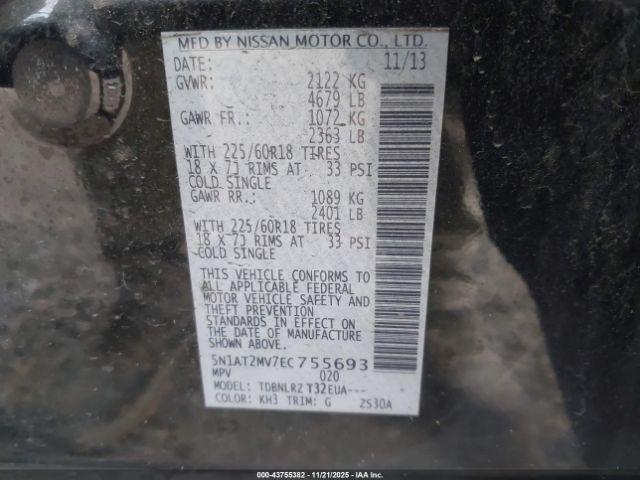 MFD BY NISSAN MOTOR CO., LTD.
DATE: 11/13
GVWR: 2122 KG
4679 LB
GAWR FR.: 1072 KG
2363 LB
WITH 225/60R18 TIRES
18 X 7J RIMS AT 33 PSI
COLD SINGLE
GAWR RR.: 1089 KG
2401 LB
WITH 225/60R18 TIRES
18 X 7J RIMS AT 33 PSI
COLD SINGLE
THIS VEHICLE CONFORMS TO
ALL APPLICABLE FEDERAL
MOTOR VEHICLE SAFETY AND
THEFT PREVENTION
STANDARDS IN EFFECT ON
THE DATE OF MANUFACTURE
SHOWN ABOVE.
5N1AT2MV7EC755693
MPV 020
MODEL: TDBNLRZ T32EUA---
COLOR: KH3 TRIM: G ZS30A
000-43755382 - 11/21/2025 - IAAHQ.COM